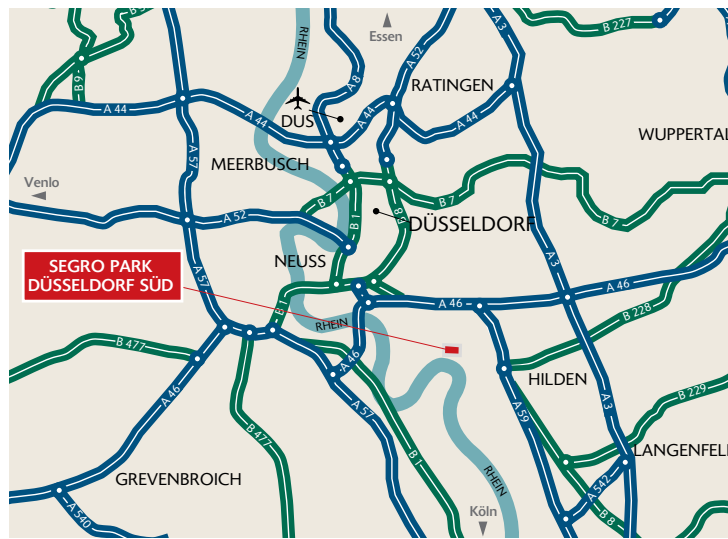 B 227
Essen
A 52
A 8
RATINGEN
A 3
B 9
A 44
A 44
DUS
A 44
WUPPERTAL
A 57
MEERBUSCH
Venlo
B 7
B 7
B 8
B 7
A 52
B 1
DÜSSELDORF
NEUSS
A 3
SEGRO PARK
DÜSSELDORF SÜD
A 57
A 46
A 46
B 1
RHEIN
B 228
B 477
A 46
A 46
HILDEN
B 229
A 57
A 59
A 3
B 477
B 1
LANGENFEL
GREVENBROICH
RHEIN
A 542
Köln
A 540
B 8
RHEIN